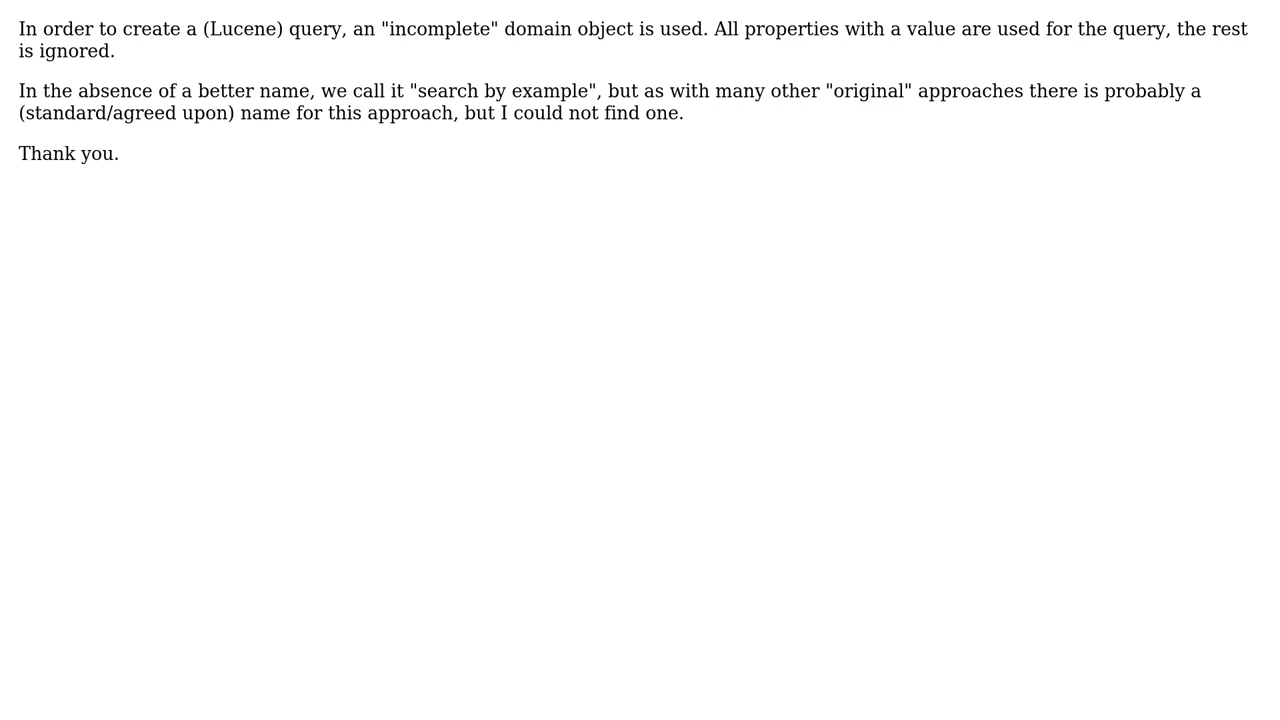 In order to create a (Lucene) query, an "incomplete" domain object is used. All properties with a value are used for the query, the rest
is ignored.
In the absence of a better name, we call it "search by example", but as with many other "original" approaches there is probably a
(standard/agreed upon) name for this approach, but I could not find one.
Thank you.